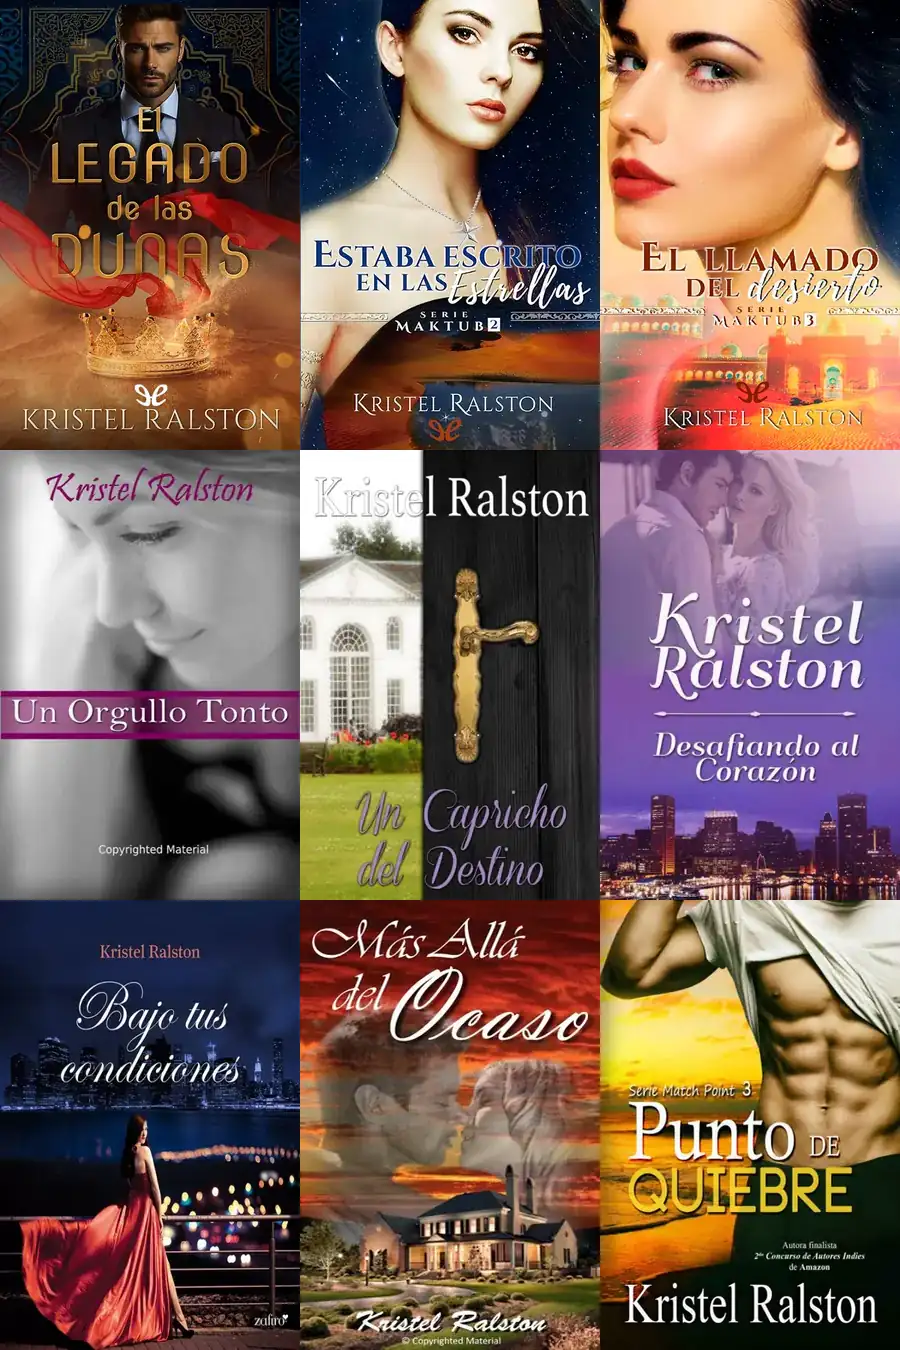 El
LEGADO
de las
DUNAS
KRISTEL RALSTON
ESTABA ESCRITO
EN LAS Estrellas
SERIE
MAKTUB 2
KRISTEL RALSTON
EL LLAMADO
DEL desierto
SERIE
MAKTUB 3
KRISTEL RALSTON
Kristel Ralston
Un Orgullo Tonto
Copyrighted Material
Kristel Ralston
Un Capricho
del Destino
Kristel
Ralston
Desafiando al
Corazón
Kristel Ralston
Bajo tus
condiciones
zafiro
Más Allá
del Ocaso
Kristel Ralston
© Copyrighted Material
Serie Match Point 3
Punto DE
QUIEBRE
Autora finalista
2do Concurso de Autores Indies
de Amazon
Kristel Ralston